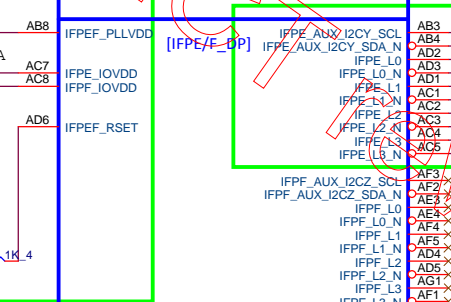 AB8 IFPEF_PLLVDD
[IFPE/F_DP]
AC7 IFPE_IOVDD
AC8 IFPF_IOVDD
AD6 IFPEF_RSET
1K_4
IFPE_AUX_I2CY_SCL AB3
IFPE_AUX_I2CY_SDA_N AB4
IFPE_L0 AD2
IFPE_L0_N AD3
IFPE_L1 AD1
IFPE_L1_N AC1
IFPE_L2 AC2
IFPE_L2_N AC3
IFPE_L3 AC4
IFPE_L3_N AC5
IFPF_AUX_I2CZ_SCL AF3
IFPF_AUX_I2CZ_SDA_N AF2
IFPF_L0 AE3
IFPF_L0_N AE4
IFPF_L1 AF4
IFPF_L1_N AF5
IFPF_L2 AD4
IFPF_L2_N AD5
IFPF_L3 AG1
IFPF_L3_N AF1